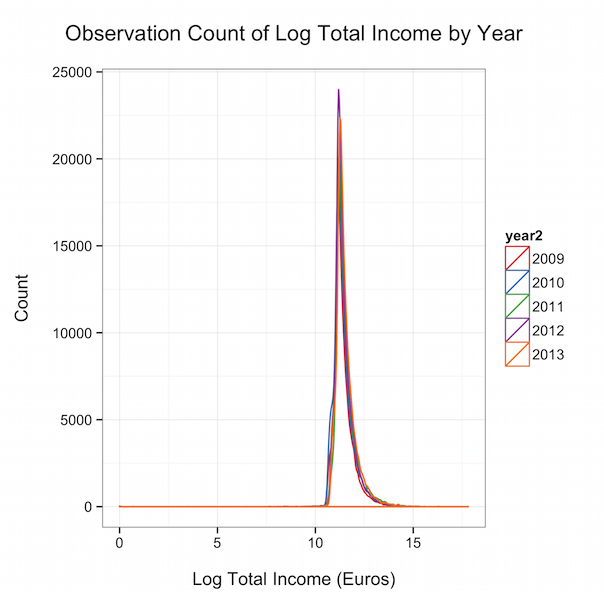 Observation Count of Log Total Income by Year
25000
20000
15000
10000
5000
0
Count
0 5 10 15
Log Total Income (Euros)
year2
2009
2010
2011
2012
2013